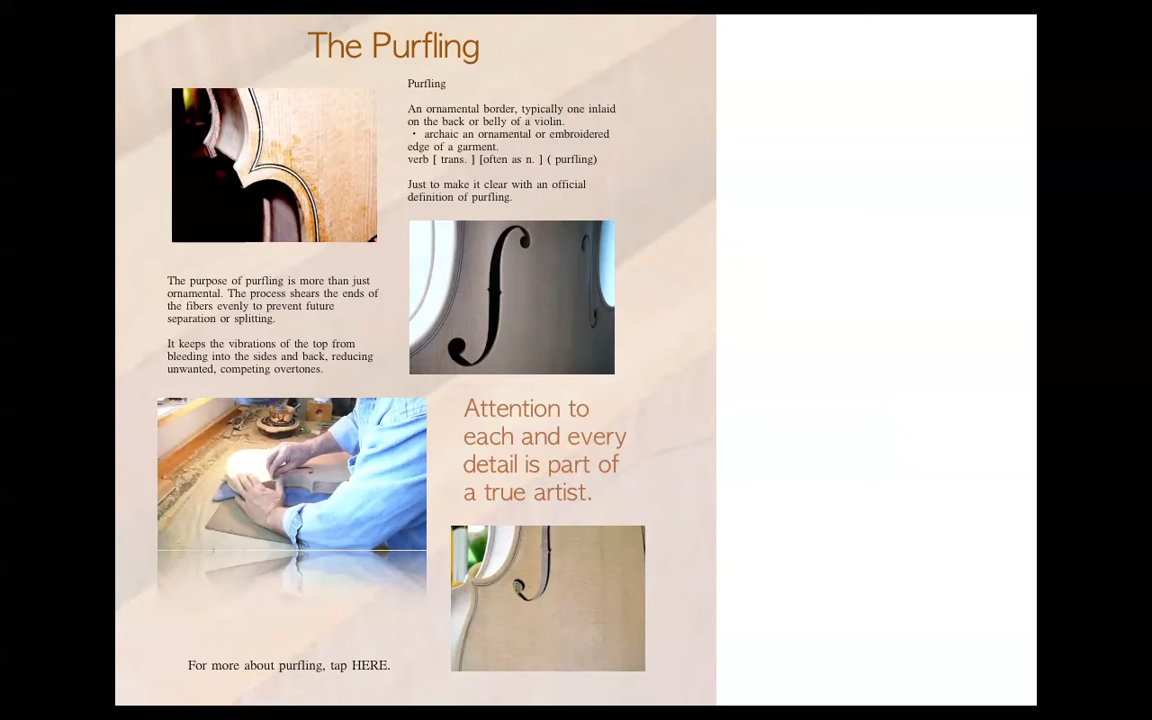 The Purfling
Purfling
An ornamental border, typically one inlaid
on the back or belly of a violin.
• archaic an ornamental or embroidered
edge of a garment.
verb [ trans. ] [often as n. ] ( purfling)
Just to make it clear with an official
definition of purfling.
The purpose of purfling is more than just
ornamental. The process shears the ends of
the fibers evenly to prevent future
separation or splitting.
It keeps the vibrations of the top from
bleeding into the sides and back, reducing
unwanted, competing overtones.
Attention to
each and every
detail is part of
a true artist.
For more about purfling, tap HERE.